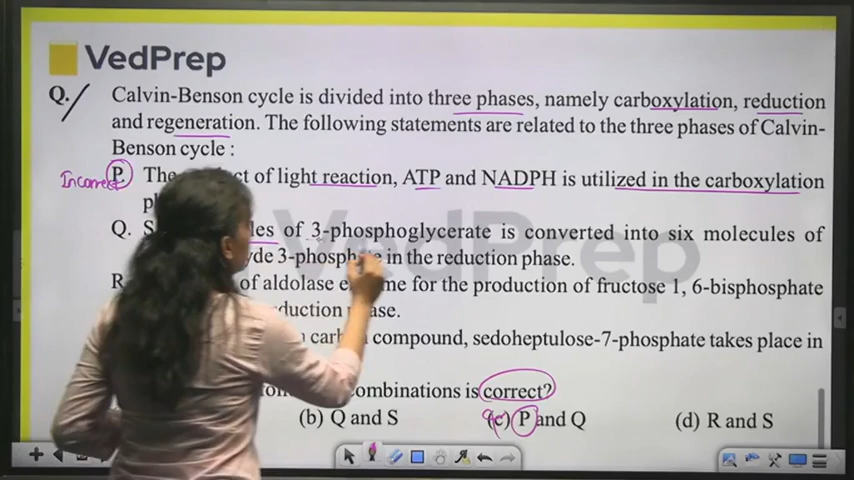 VedPrep
Q. Calvin-Benson cycle is divided into three phases, namely carboxylation, reduction
and regeneration. The following statements are related to the three phases of Calvin-
Benson cycle :
Incorrect P. The ct of light reaction, ATP and NADPH is utilized in the carboxylation
Q. S les of 3-phosphoglycerate is converted into six molecules of
yde 3-phosph in the reduction phase.
R. of aldolase e me for the production of fructose 1, 6-bisphosphate
duction ase.
carb compound, sedoheptulose-7-phosphate takes place in
ombinations is correct?
(b) Q and S (c) P and Q (d) R and S
VedPrep